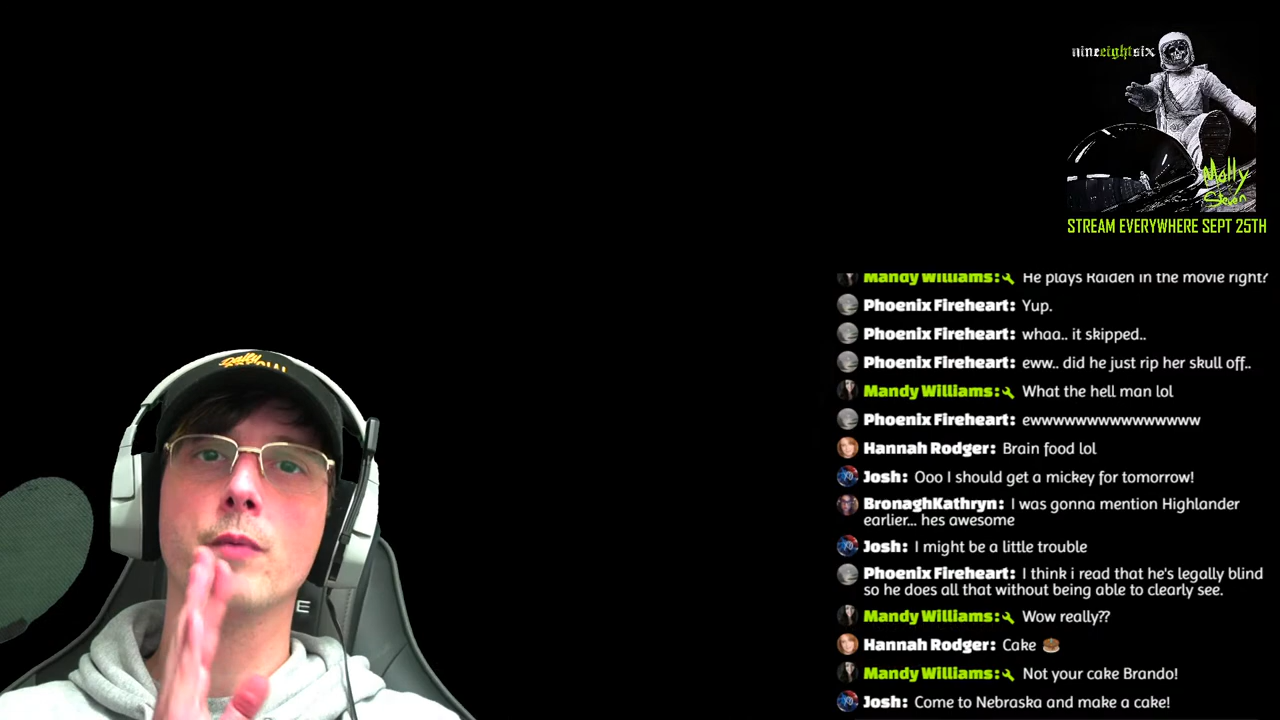 nineeightsix
Molly
Steven
STREAM EVERYWHERE SEPT 25TH
Mandy Williams: He plays Raiden in the movie right?
Phoenix Fireheart: Yup.
Phoenix Fireheart: whaa.. it skipped..
Phoenix Fireheart: eww.. did he just rip her skull off..
Mandy Williams: What the hell man lol
Phoenix Fireheart: ewwwwwwwwwwwwwwww
Hannah Rodger: Brain food lol
Josh: Ooo I should get a mickey for tomorrow!
BronaghKathryn: I was gonna mention Highlander
earlier... hes awesome
Josh: I might be a little trouble
Phoenix Fireheart: I think i read that he's legally blind
so he does all that without being able to clearly see.
Mandy Williams: Wow really??
Hannah Rodger: Cake 🎂
Mandy Williams: Not your cake Brando!
Josh: Come to Nebraska and make a cake!
E